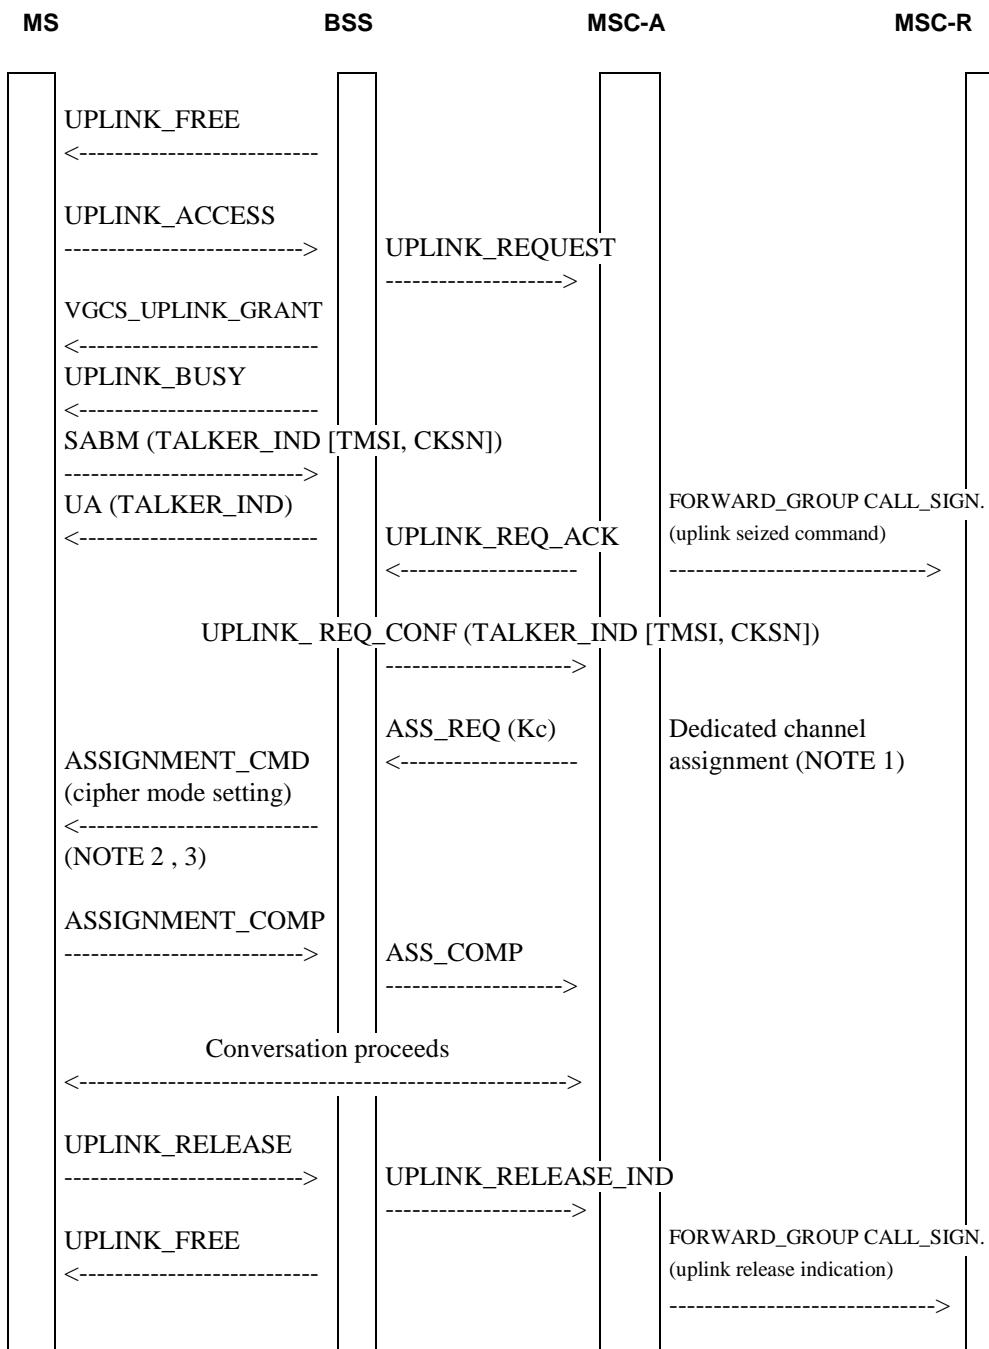 MS BSS MSC-A MSC-R
UPLINK_FREE
<---------------------------
UPLINK_ACCESS
---------------------------> UPLINK_REQUEST
-------------------->
VGCS_UPLINK_GRANT
<---------------------------
UPLINK_BUSY
<---------------------------
SABM (TALKER_IND [TMSI, CKSN])
--------------------------->
UA (TALKER_IND) FORWARD_GROUP CALL_SIGN.
<--------------------------- UPLINK_REQ_ACK (uplink seized command)
<-------------------- ----------------------------->
UPLINK_ REQ_CONF (TALKER_IND [TMSI, CKSN])
--------------------->
ASS_REQ (Kc) Dedicated channel
ASSIGNMENT_CMD <-------------------- assignment (NOTE 1)
(cipher mode setting)
<---------------------------
(NOTE 2 , 3)
ASSIGNMENT_COMP
---------------------------> ASS_COMP
-------------------->
Conversation proceeds
<------------------------------------------------------->
UPLINK_RELEASE
---------------------------> UPLINK_RELEASE_IND
--------------------->
UPLINK_FREE FORWARD_GROUP CALL_SIGN.
<--------------------------- (uplink release indication)
------------------------------>